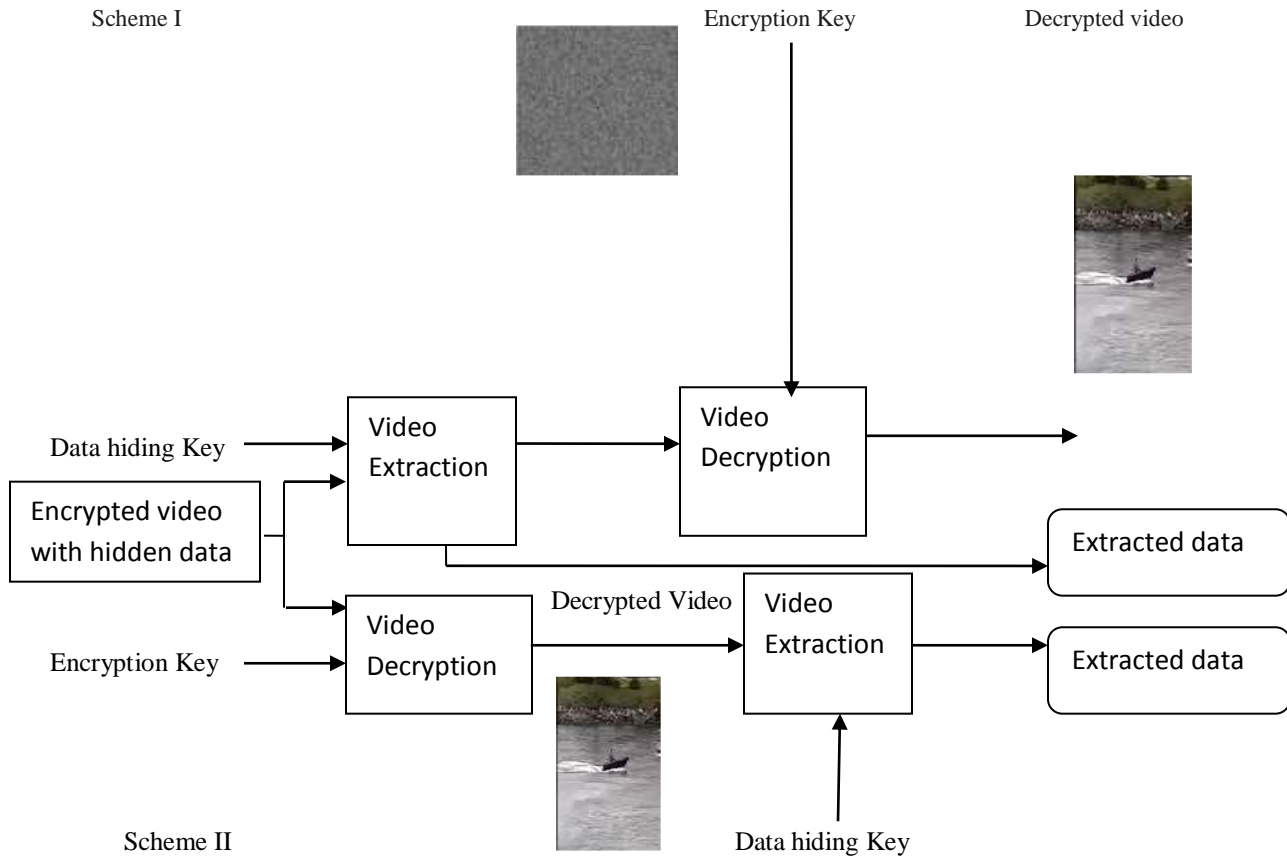 Scheme I
Encryption Key
Decrypted video
Data hiding Key
Video
Extraction
Video
Decryption
Encrypted video
with hidden data
Extracted data
Decrypted Video
Video
Extraction
Video
Decryption
Encryption Key
Extracted data
Scheme II
Data hiding Key